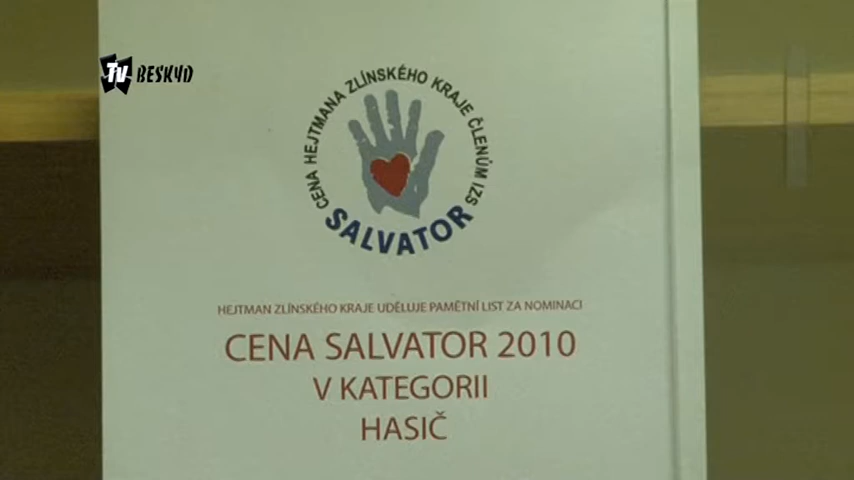 TV BESKYD
CENA HEJTMANA ZLÍNSKÉHO KRAJE ČLENŮM IZS
SALVATOR
HEJTMAN ZLÍNSKÉHO KRAJE UDĚLUJE PAMĚTNÍ LIST ZA NOMINACI
CENA SALVATOR 2010
V KATEGORII
HASIČ